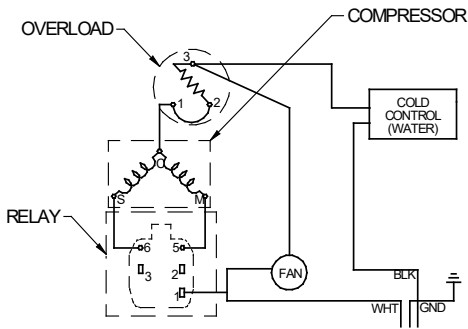 COMPRESSOR
OVERLOAD
3
1 2
COLD
CONTROL
(WATER)
C
S M
RELAY
6 5
3 2
1
FAN
BLK
WHT GND